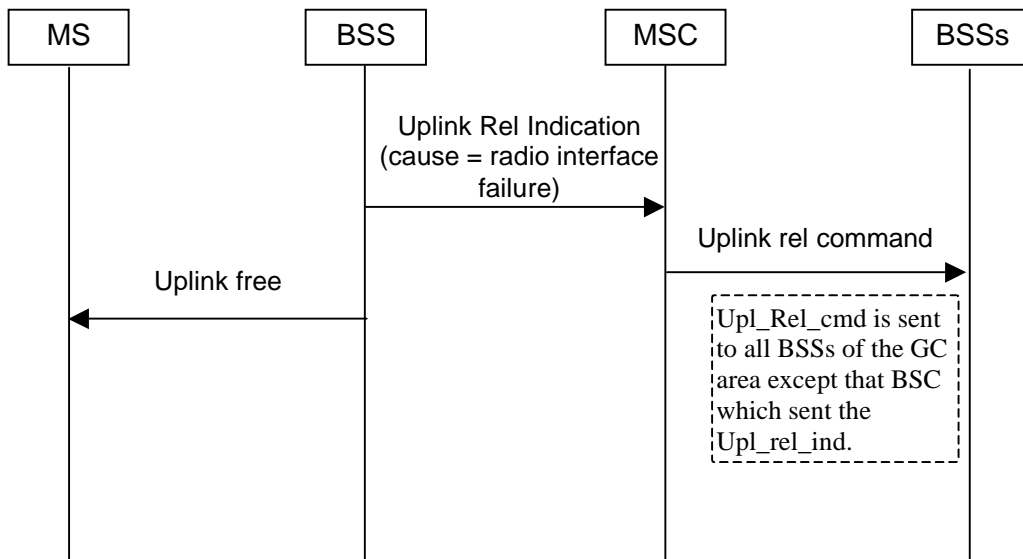 MS
BSS
MSC
BSSs
Uplink Rel Indication
(cause = radio interface
failure)
Uplink rel command
Uplink free
Upl_Rel_cmd is sent
to all BSSs of the GC
area except that BSC
which sent the
Upl_rel_ind.